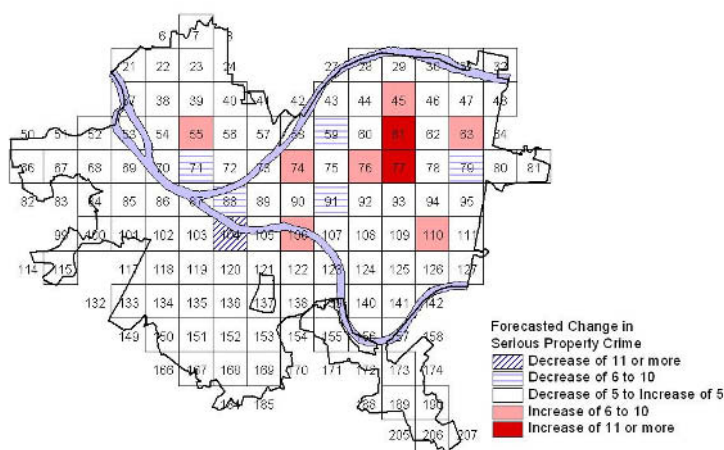 6 7 8
21 22 23 24 27 28 29 30 32
37 38 39 40 41 42 43 44 45 46 47 48
50 51 52 53 54 55 56 57 58 59 60 61 62 63 64
66 67 68 69 70 71 72 73 74 75 76 77 78 79 80 81
82 83 84 85 86 87 88 89 90 91 92 93 94 95
99 100 101 102 103 104 105 106 107 108 109 110 111
114 115 117 118 119 120 121 122 123 124 125 126 127
132 133 134 135 136 137 138 139 140 141 142
149 150 151 152 153 154 155 156 157 158
166 167 168 169 170 171 172 173 174
184 185 188 189 190
205 206 207
Forecasted Change in
Serious Property Crime
Decrease of 11 or more
Decrease of 6 to 10
Decrease of 5 to Increase of 5
Increase of 6 to 10
Increase of 11 or more